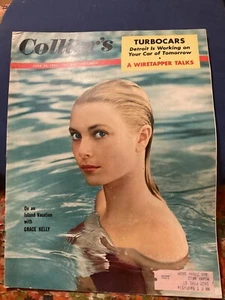 Collier's
TURBOCARS
Detroit Is Working on
Your Car of Tomorrow
A WIRETAPPER TALKS
On an
Island Vacation
with
GRACE KELLY